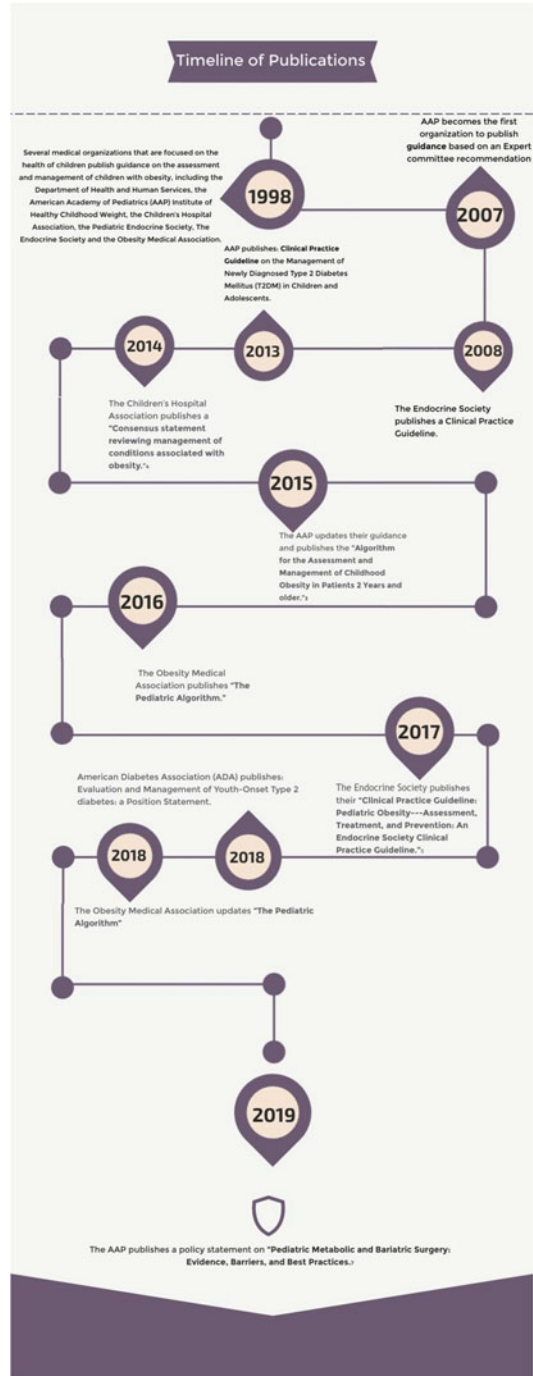 Timeline of Publications
Several medical organizations that are focused on the
health of children publish guidance on the assessment
and management of children with obesity, including the
Department of Health and Human Services, the
American Academy of Pediatrics (AAP) Institute of
Healthy Childhood Weight, the Children's Hospital
Association, the Pediatric Endocrine Society, The
Endocrine Society and the Obesity Medical Association.
1998
AAP becomes the first
organization to publish
guidance based on an Expert
committee recommendation
2007
AAP publishes: Clinical Practice
Guideline on the Management of
Newly Diagnosed Type 2 Diabetes
Mellitus (T2DM) in Children and
Adolescents.
2014
2013
2008
The Children's Hospital
Association publishes a
"Consensus statement
reviewing management of
conditions associated with
obesity."
The Endocrine Society
publishes a Clinical Practice
Guideline.
2015
The AAP updates their guidance
and publishes the "Algorithm
for the Assessment and
Management of Childhood
Obesity in Patients 2 Years and
older."
2016
The Obesity Medical
Association publishes "The
Pediatric Algorithm."
2017
The Endocrine Society publishes
their "Clinical Practice Guideline:
Pediatric Obesity---Assessment,
Treatment, and Prevention: An
Endocrine Society Clinical
Practice Guideline."
American Diabetes Association (ADA) publishes:
Evaluation and Management of Youth-Onset Type 2
diabetes: a Position Statement.
2018
2018
The Obesity Medical Association updates "The Pediatric
Algorithm"
2019
The AAP publishes a policy statement on "Pediatric Metabolic and Bariatric Surgery:
Evidence, Barriers, and Best Practices.7